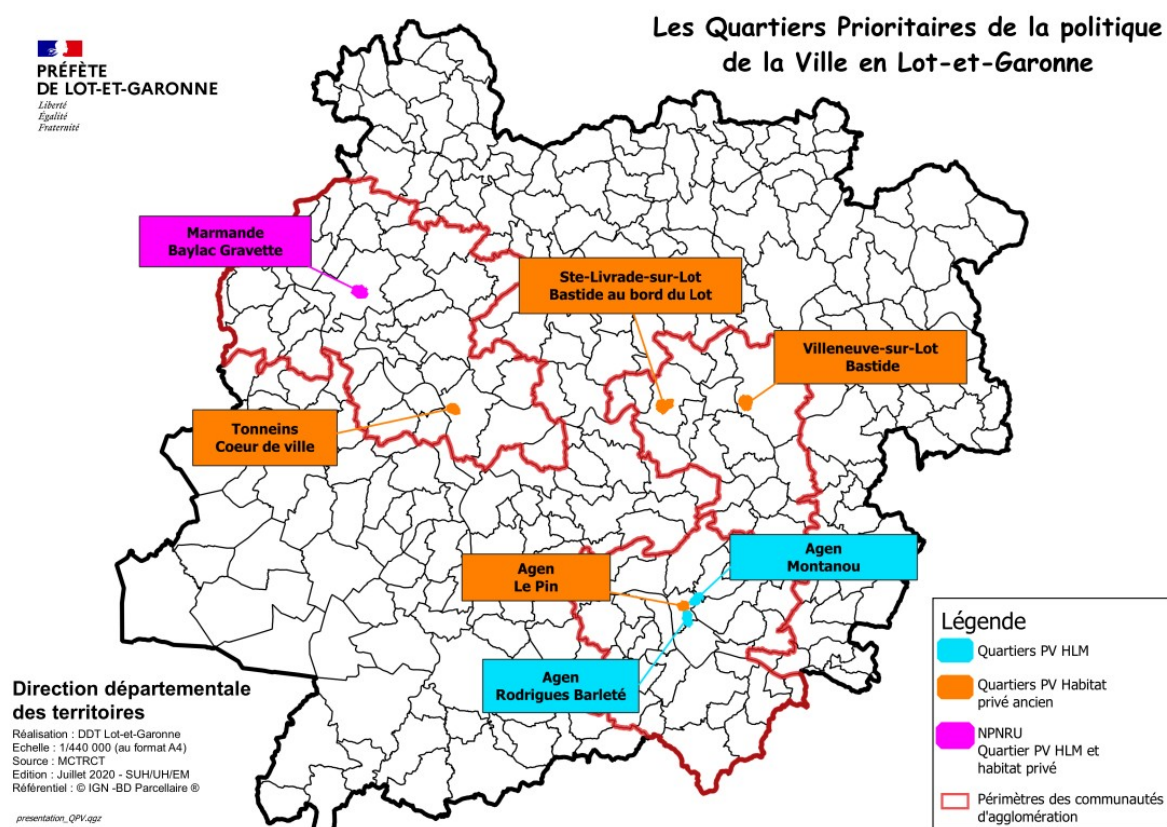 Les Quartiers Prioritaires de la politique
de la Ville en Lot-et-Garonne
PRÉFÈTE
DE LOT-ET-GARONNE
Liberté
Égalité
Fraternité
Marmande
Baylac Gravette
Ste-Livrade-sur-Lot
Bastide au bord du Lot
Villeneuve-sur-Lot
Bastide
Tonneins
Coeur de ville
Agen
Montanou
Agen
Le Pin
Agen
Rodrigues Barleté
Légende
Quartiers PV HLM
Quartiers PV Habitat
privé ancien
NPNRU
Quartier PV HLM et
habitat privé
Périmètres des communautés
d'agglomération
Direction départementale
des territoires
Réalisation : DDT Lot-et-Garonne
Echelle : 1/440 000 (au format A4)
Source : MCTRCT
Edition : Juillet 2020 - SUH/UH/EM
Référentiel : © IGN -BD Parcellaire ®
presentation_QPV.qgz